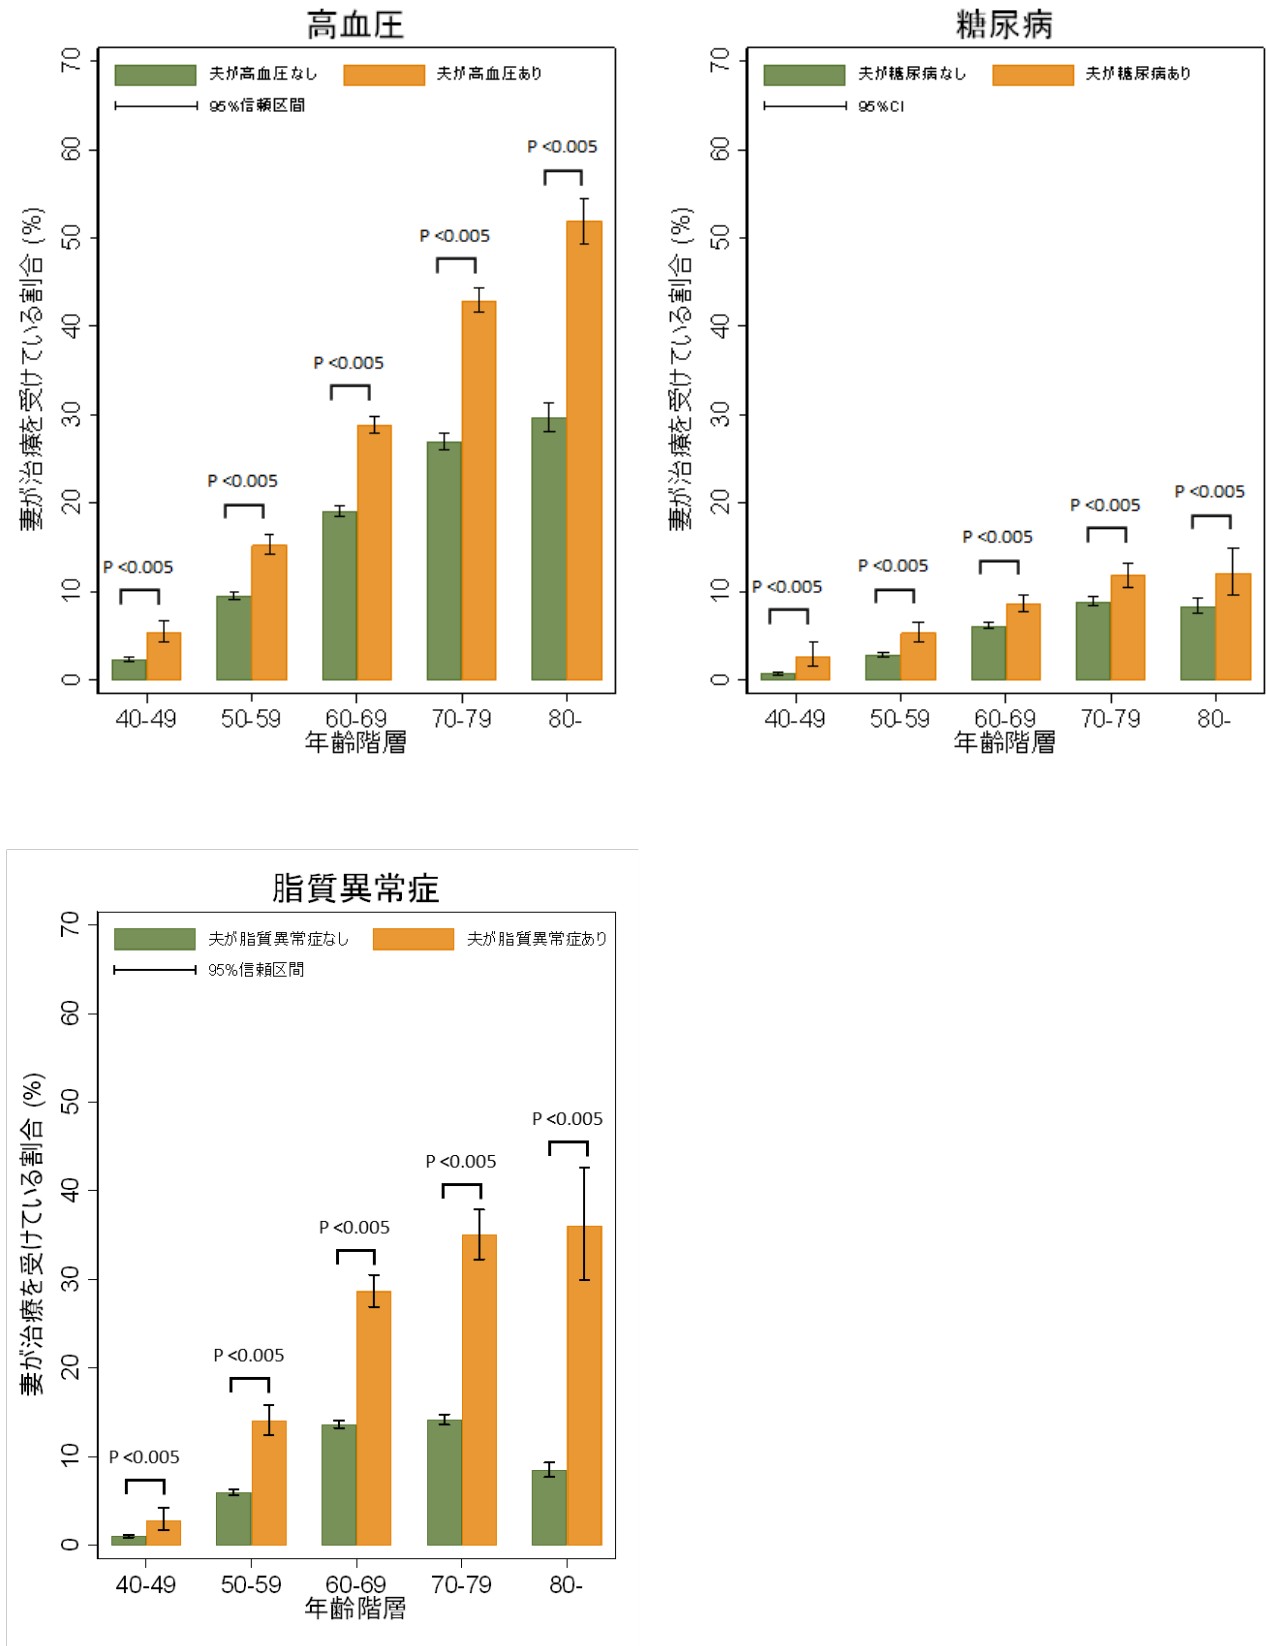 高血圧
夫が高血圧なし 夫が高血圧あり
95%信頼区間
妻が治療を受けている割合 (%)
70
60
50
40
30
20
10
0
P <0.005
P <0.005
P <0.005
P <0.005
P <0.005
40-49 50-59 60-69 70-79 80-
年齢階層
糖尿病
夫が糖尿病なし 夫が糖尿病あり
95%CI
妻が治療を受けている割合 (%)
70
60
50
40
30
20
10
0
P <0.005
P <0.005
P <0.005
P <0.005
P <0.005
40-49 50-59 60-69 70-79 80-
年齢階層
脂質異常症
夫が脂質異常症なし 夫が脂質異常症あり
95%信頼区間
妻が治療を受けている割合 (%)
70
60
50
40
30
20
10
0
P <0.005
P <0.005
P <0.005
P <0.005
P <0.005
40-49 50-59 60-69 70-79 80-
年齢階層